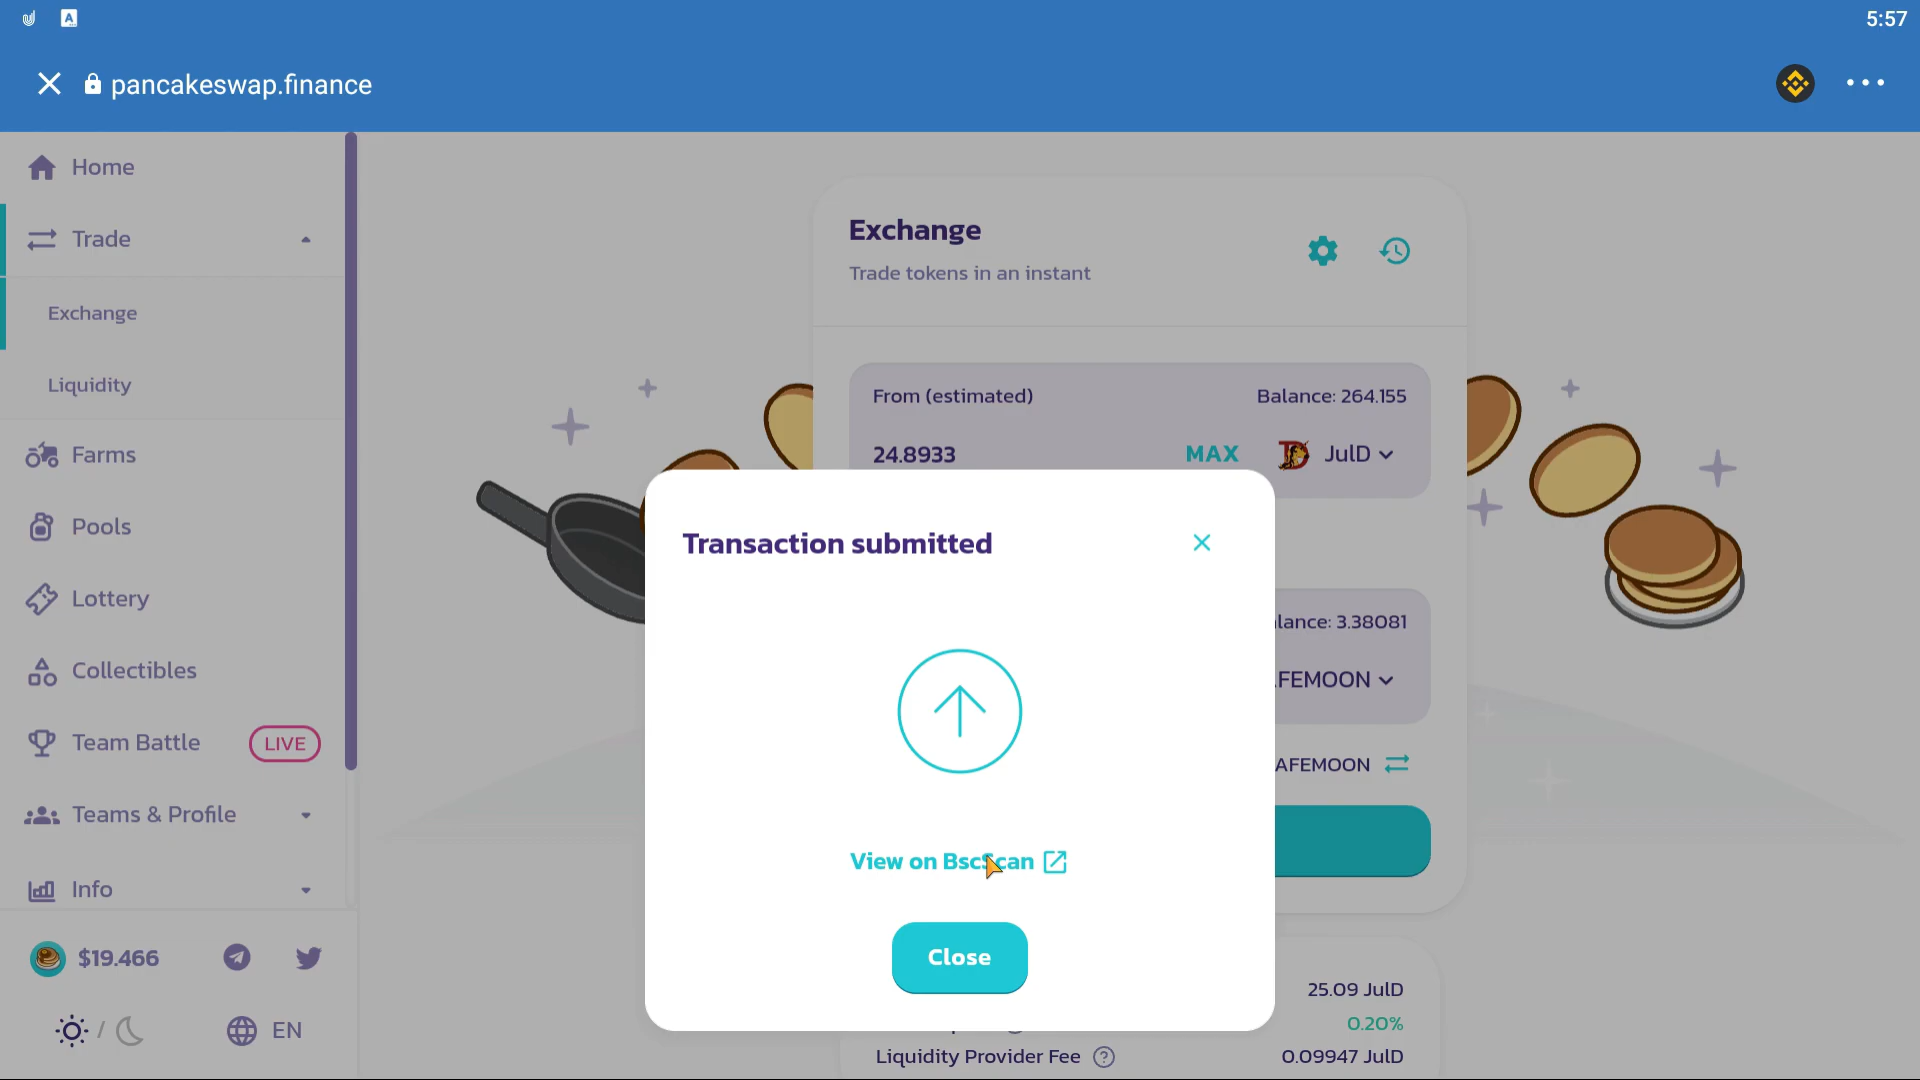 5:57
pancakeswap.finance
Home
Trade
Exchange
Liquidity
Farms
Pools
Lottery
Collectibles
Team Battle LIVE
Teams & Profile
Info
$19.466
/
EN
Exchange
Trade tokens in an instant
From (estimated) Balance: 264.155
24.8933 MAX JulD
lance: 3.38081
FEMOON
AFEMOON
Transaction submitted
View on BscScan
Close
25.09 JulD
0.20%
Liquidity Provider Fee ? 0.09947 JulD